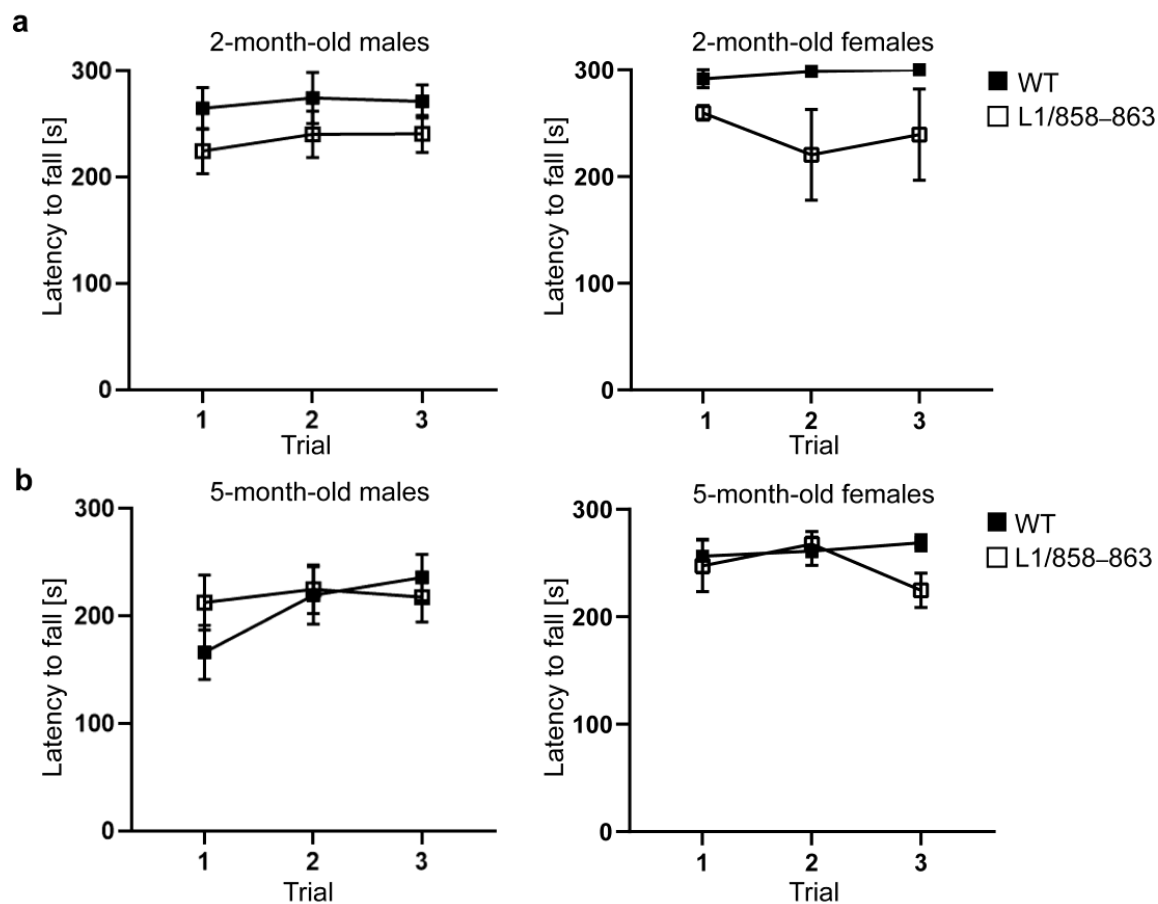 a
2-month-old males
300
200
100
0
Latency to fall [s]
1 2 3
Trial
2-month-old females
300
200
100
0
Latency to fall [s]
1 2 3
Trial
WT
L1/858–863
b
5-month-old males
300
200
100
0
Latency to fall [s]
1 2 3
Trial
5-month-old females
300
200
100
0
Latency to fall [s]
1 2 3
Trial
WT
L1/858–863